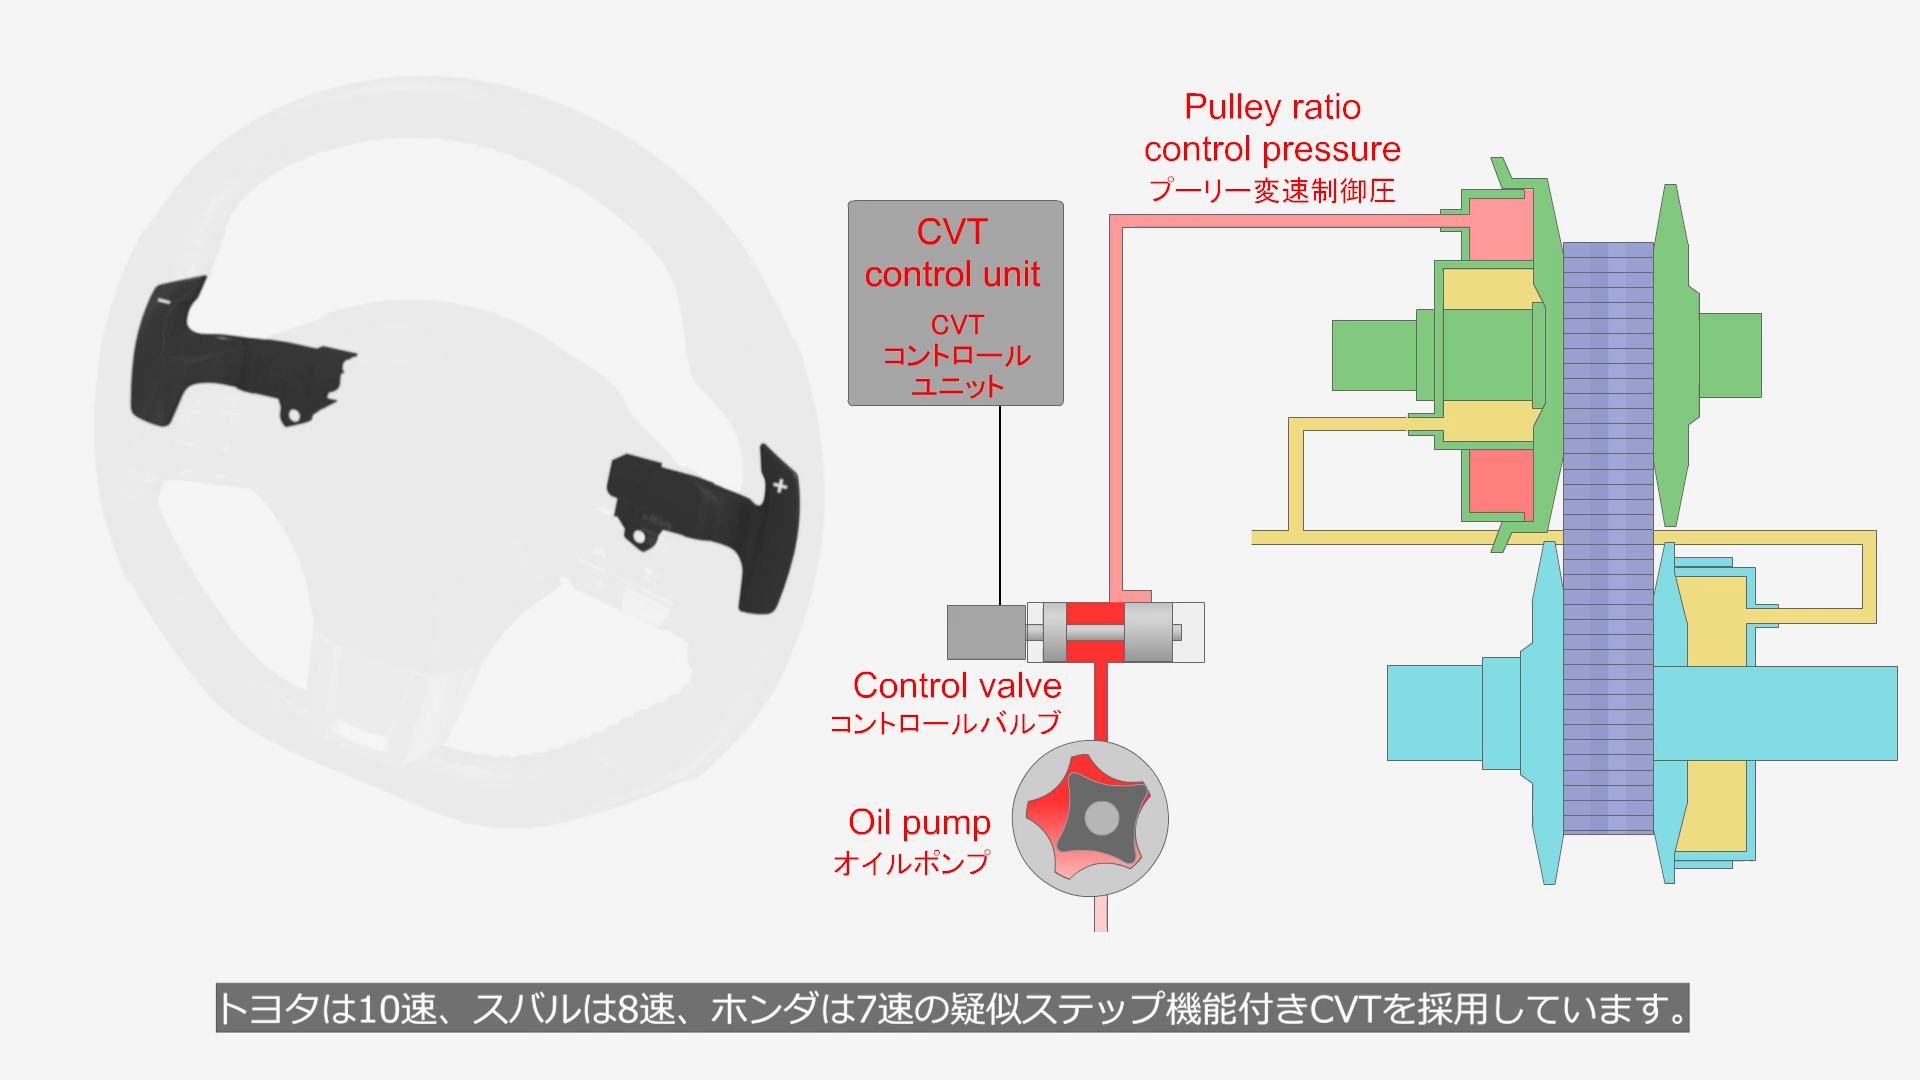 Pulley ratio
control pressure
プーリー変速制御圧
CVT
control unit
CVT
コントロール
ユニット
−
+
Control valve
コントロールバルブ
Oil pump
オイルポンプ
トヨタは10速、スバルは8速、ホンダは7速の疑似ステップ機能付きCVTを採用しています。